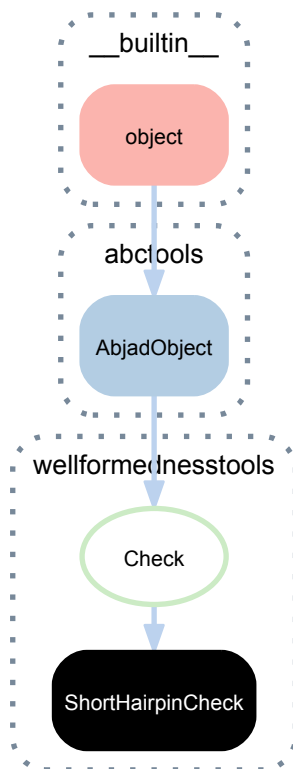 __builtin__
object
abctools
AbjadObject
wellformednesstools
Check
ShortHairpinCheck